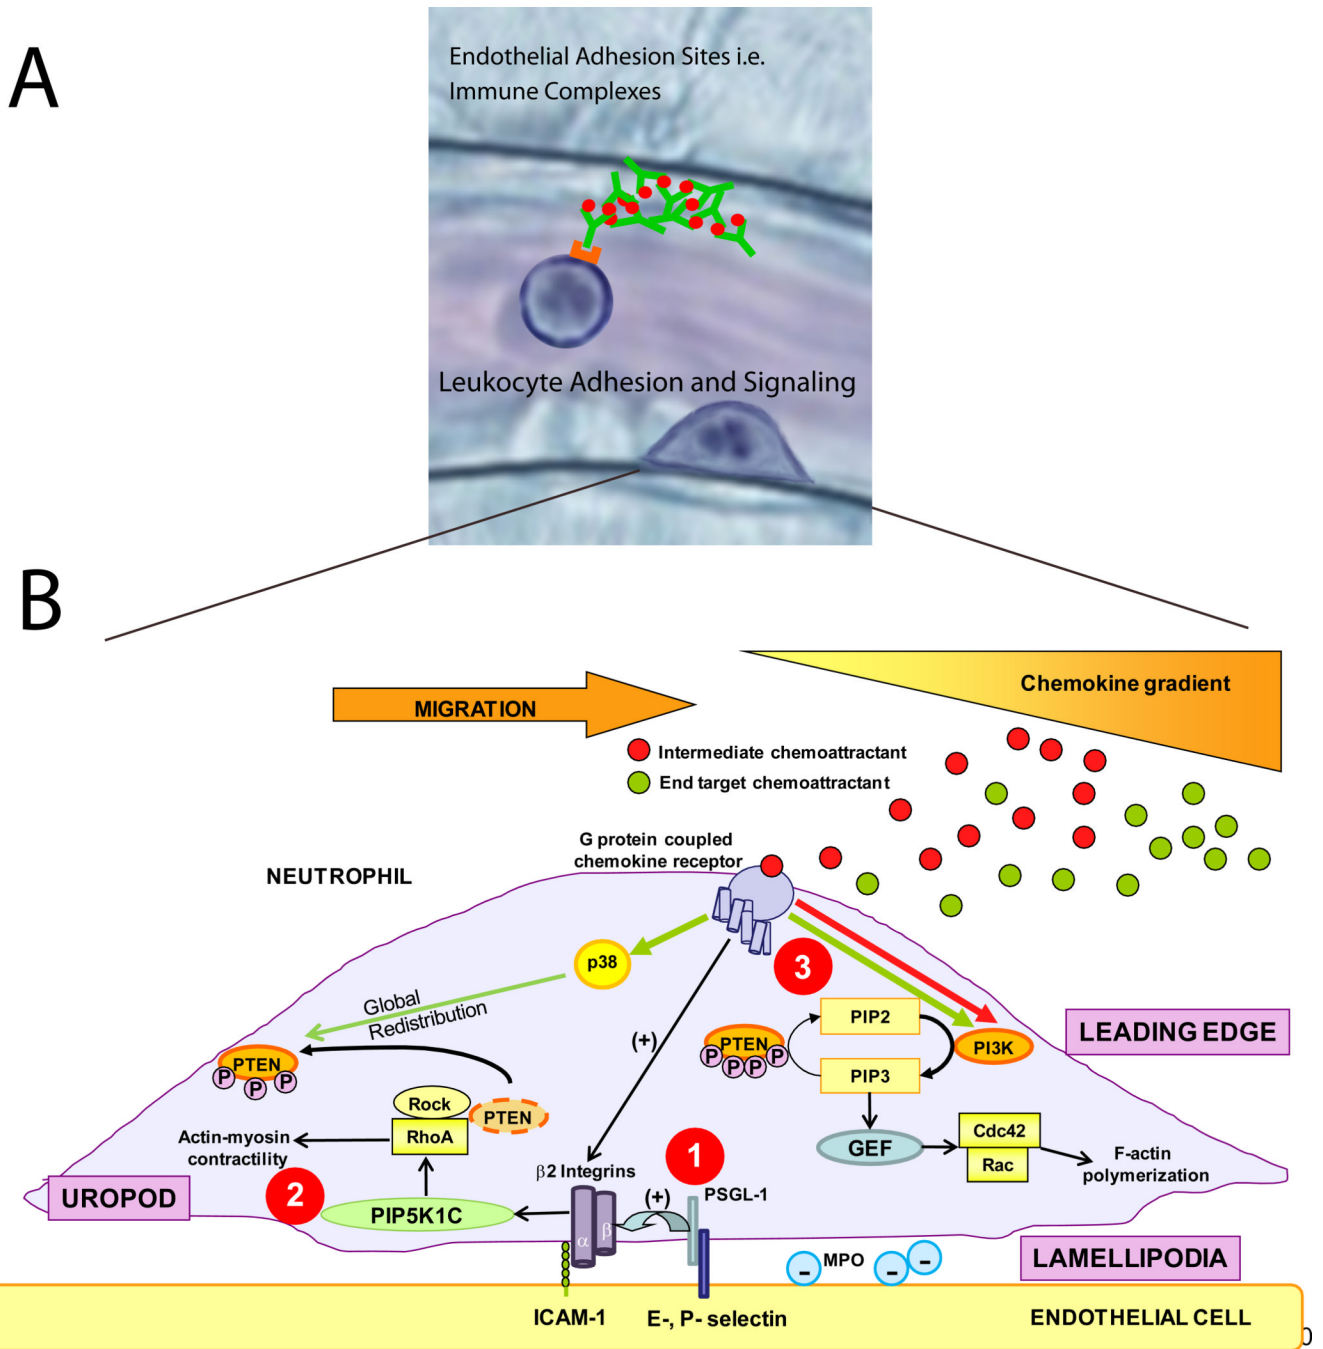 A
Endothelial Adhesion Sites i.e.
Immune Complexes
Leukocyte Adhesion and Signaling
B
Chemokine gradient
MIGRATION
Intermediate chemoattractant
End target chemoattractant
G protein coupled
chemokine receptor
NEUTROPHIL
p38
3
Global
Redistribution
(+)
PIP2
LEADING EDGE
PTEN
P P P P
PI3K
PIP3
PTEN
P P P
Rock
PTEN
RhoA
Actin-myosin
contractility
Cdc42
GEF
Rac
F-actin
polymerization
1
β2 Integrins
PSGL-1
(+)
2
UROPOD
PIP5K1C
α β
MPO
- - -
LAMELLIPODIA
ICAM-1
E-, P- selectin
ENDOTHELIAL CELL
0